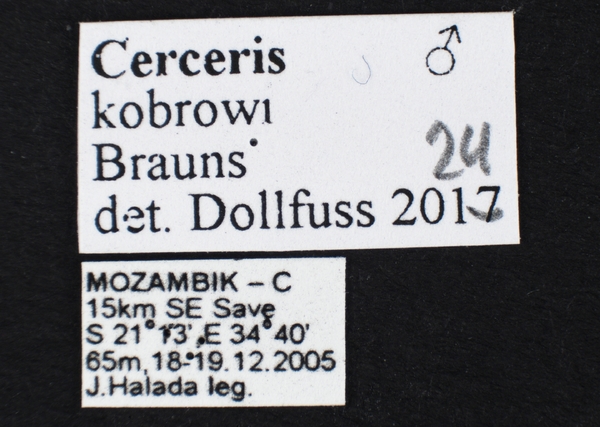 Cerceris ♂
kobrowi
Brauns 24
det. Dollfuss 2017
MOZAMBIK – C
15km SE Save
S 21°13', E 34°40'
65m, 18-19.12.2005
J.Halada leg.